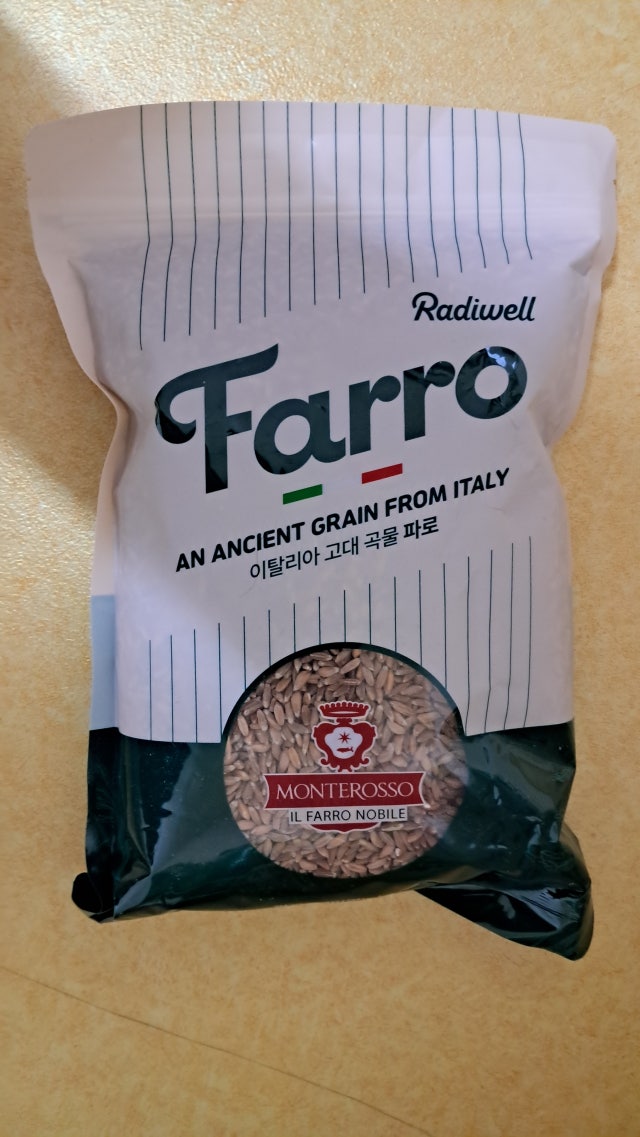 Radiwell
Farro
AN ANCIENT GRAIN FROM ITALY
이탈리아 고대 곡물 파로
MONTEROSSO
IL FARRO NOBILE